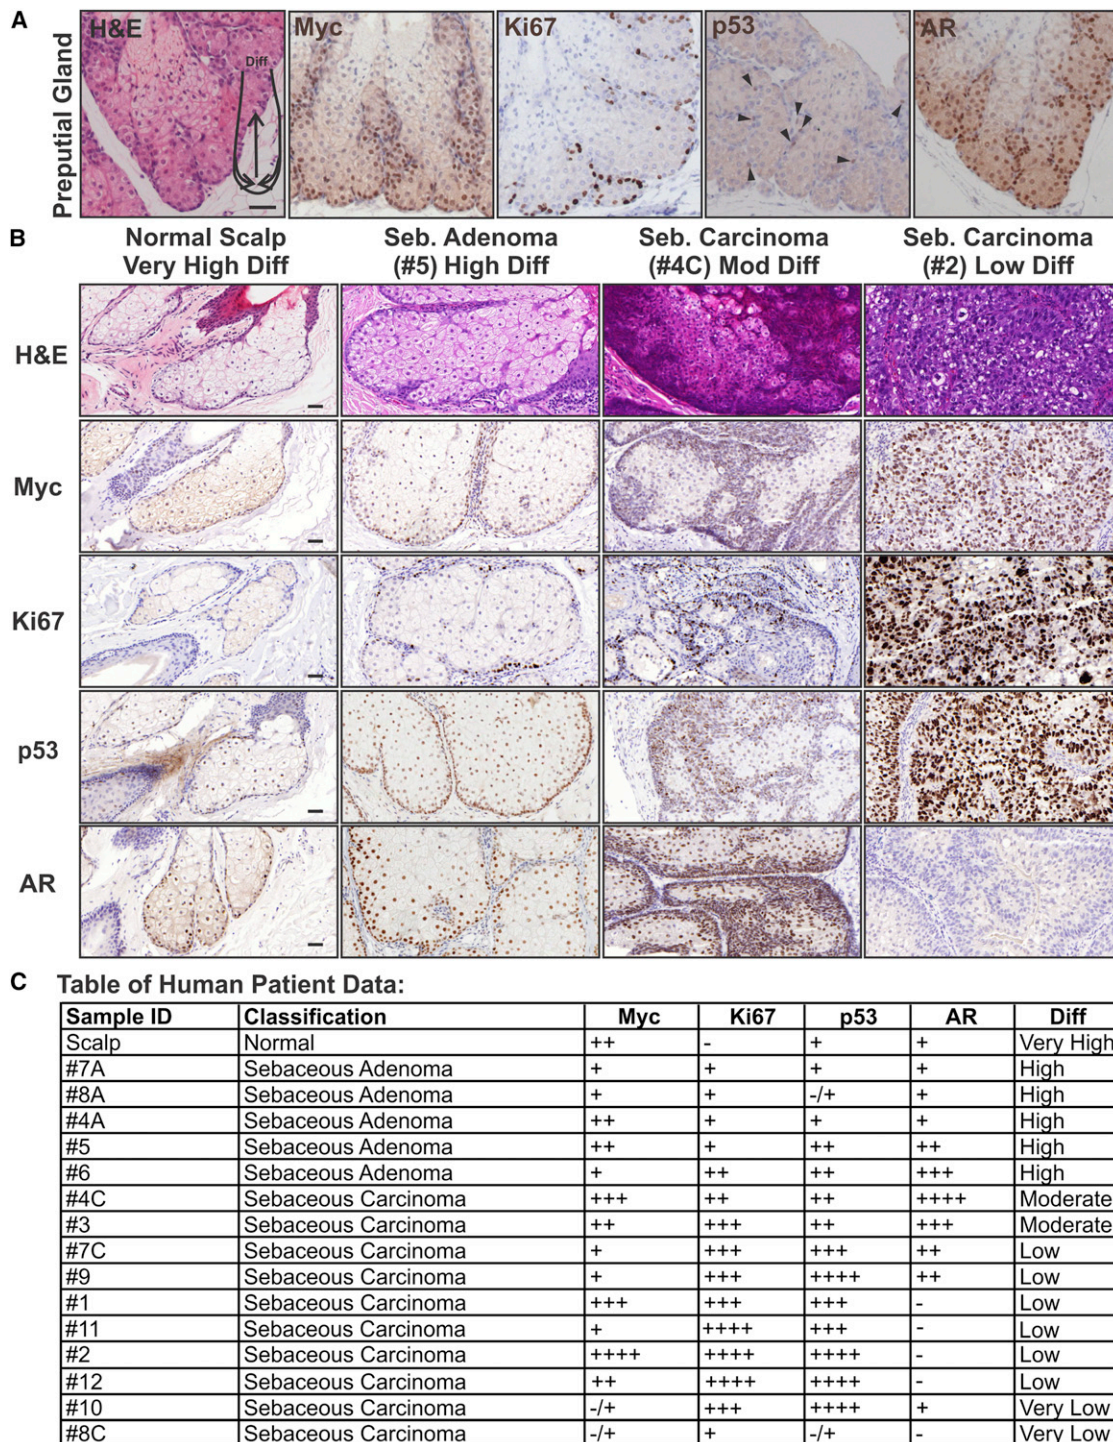 A
Preputial Gland
H&E
Diff
Myc
Ki67
p53
AR
B
Normal Scalp
Very High Diff
Seb. Adenoma
(#5) High Diff
Seb. Carcinoma
(#4C) Mod Diff
Seb. Carcinoma
(#2) Low Diff
H&E
Myc
Ki67
p53
AR
C Table of Human Patient Data:
Sample ID Classification Myc Ki67 p53 AR Diff
Scalp Normal ++ - + + Very High
#7A Sebaceous Adenoma + + + + High
#8A Sebaceous Adenoma + + -/+ + High
#4A Sebaceous Adenoma ++ + + + High
#5 Sebaceous Adenoma ++ + ++ ++ High
#6 Sebaceous Adenoma + ++ ++ +++ High
#4C Sebaceous Carcinoma +++ ++ ++ ++++ Moderate
#3 Sebaceous Carcinoma ++ +++ ++ +++ Moderate
#7C Sebaceous Carcinoma + +++ +++ ++ Low
#9 Sebaceous Carcinoma + +++ ++++ ++ Low
#1 Sebaceous Carcinoma +++ +++ +++ - Low
#11 Sebaceous Carcinoma + ++++ +++ - Low
#2 Sebaceous Carcinoma ++++ ++++ ++++ - Low
#12 Sebaceous Carcinoma ++ ++++ ++++ - Low
#10 Sebaceous Carcinoma -/+ +++ ++++ + Very Low
#8C Sebaceous Carcinoma -/+ + -/+ - Very Low